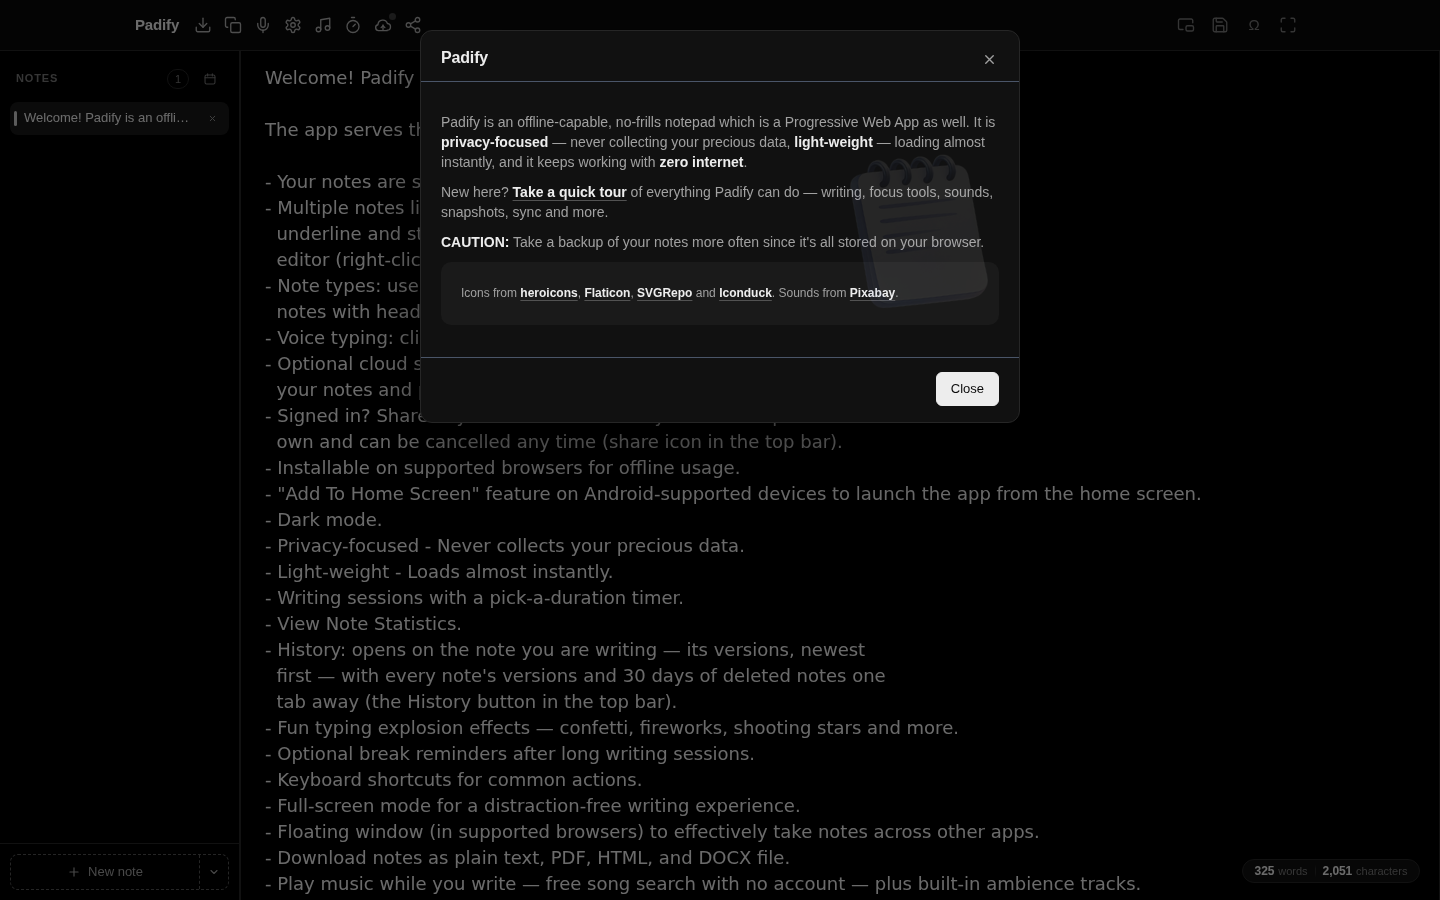 Padify
Ω
NOTES
1
Welcome! Padify is an offli…
New note
Padify
Padify is an offline-capable, no-frills notepad which is a Progressive Web App as well. It is
privacy-focused — never collecting your precious data, light-weight — loading almost
instantly, and it keeps working with zero internet.
New here? Take a quick tour of everything Padify can do — writing, focus tools, sounds,
snapshots, sync and more.
CAUTION: Take a backup of your notes more often since it's all stored on your browser.
Icons from heroicons, Flaticon, SVGRepo and Iconduck. Sounds from Pixabay.
Close
Welcome! Padify
The app serves
- Your notes are
- Multiple notes
underline and
editor
- Note types: use
notes with
- Voice typing:
- Optional cloud
your notes and
- Signed in? Share
own and can be cancelled any time (share icon in the top bar).
- Installable on supported browsers for offline usage.
- "Add To Home Screen" feature on Android-supported devices to launch the app from the home screen.
- Dark mode.
- Privacy-focused - Never collects your precious data.
- Light-weight - Loads almost instantly.
- Writing sessions with a pick-a-duration timer.
- View Note Statistics.
- History: opens on the note you are writing — its versions, newest
first — with every note's versions and 30 days of deleted notes one
tab away (the History button in the top bar).
- Fun typing explosion effects — confetti, fireworks, shooting stars and more.
- Optional break reminders after long writing sessions.
- Keyboard shortcuts for common actions.
- Full-screen mode for a distraction-free writing experience.
- Floating window (in supported browsers) to effectively take notes across other apps.
- Download notes as plain text, PDF, HTML, and DOCX file.
- Play music while you write — free song search with no account — plus built-in ambience tracks.
325 words 2,051 characters